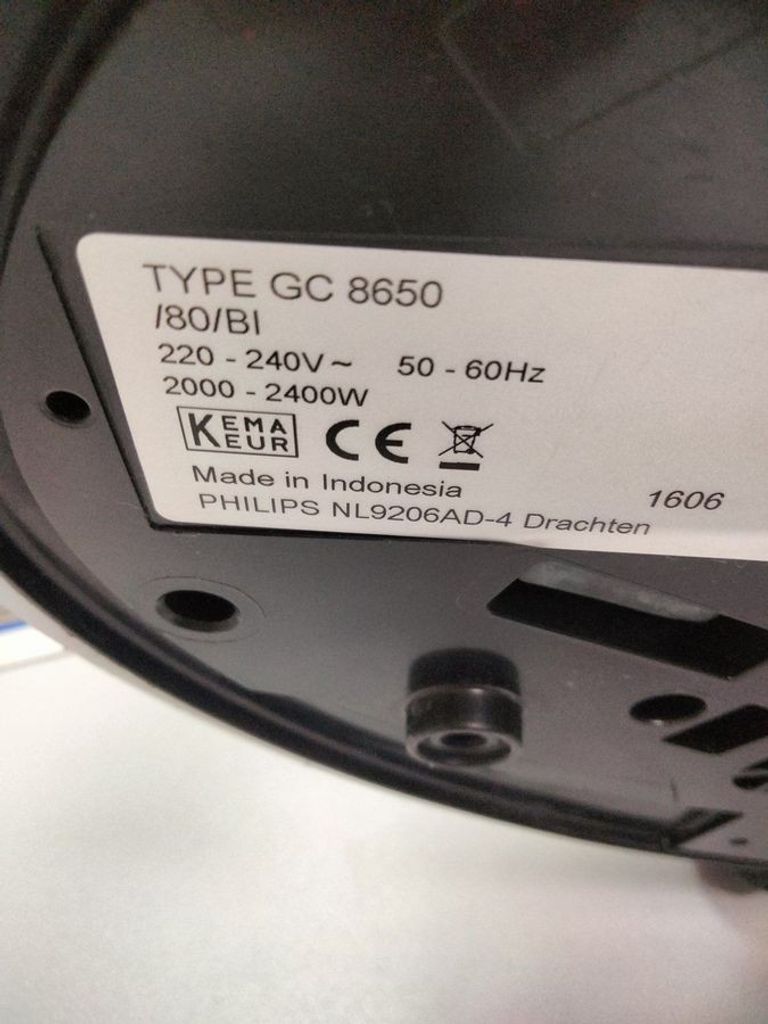 TYPE GC 8650
/80/BI
220 - 240V~ 50 - 60Hz
2000 - 2400W
KEMA
KEUR
CE
Made in Indonesia
1606
PHILIPS NL9206AD-4 Drachten